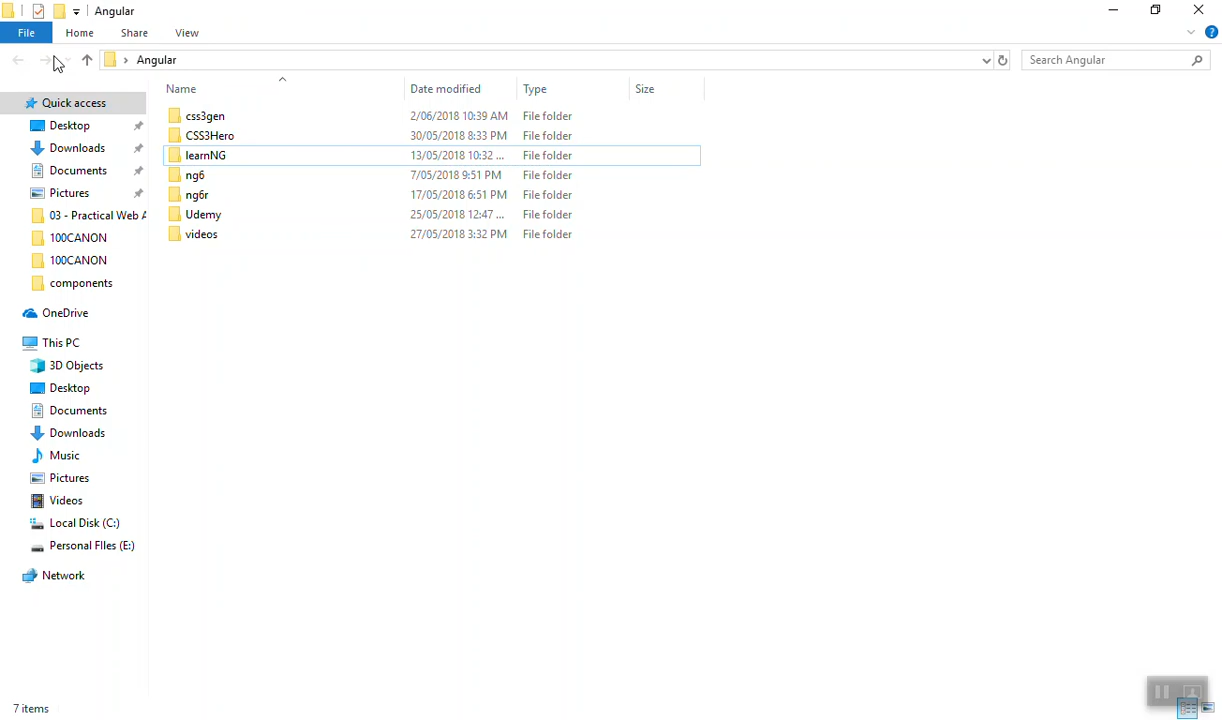 Angular
File Home Share View
Angular Search Angular
Name Date modified Type Size
Quick access
Desktop
Downloads
Documents
Pictures
03 - Practical Web A
100CANON
100CANON
components
OneDrive
This PC
3D Objects
Desktop
Documents
Downloads
Music
Pictures
Videos
Local Disk (C:)
Personal FIles (E:)
Network
css3gen 2/06/2018 10:39 AM File folder
CSS3Hero 30/05/2018 8:33 PM File folder
learnNG 13/05/2018 10:32 ... File folder
ng6 7/05/2018 9:51 PM File folder
ng6r 17/05/2018 6:51 PM File folder
Udemy 25/05/2018 12:47 ... File folder
videos 27/05/2018 3:32 PM File folder
7 items